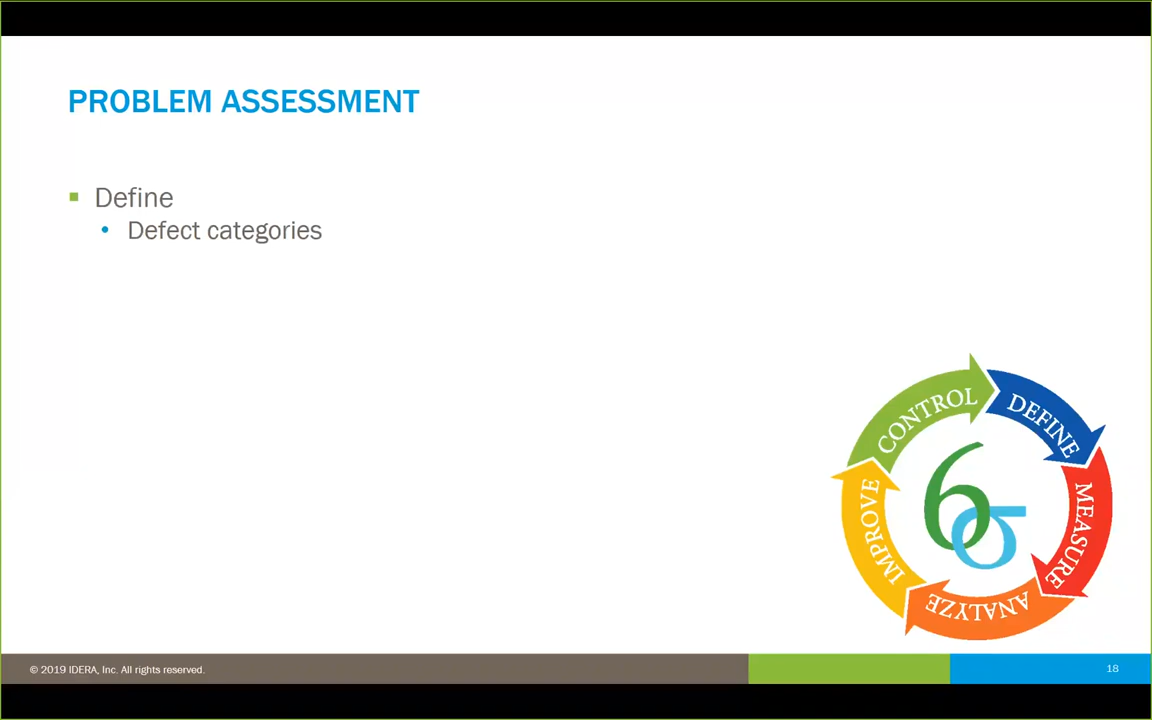 PROBLEM ASSESSMENT
Define
Defect categories
CONTROL
DEFINE
MEASURE
ANALYZE
IMPROVE
6σ
© 2019 IDERA, Inc. All rights reserved.
18